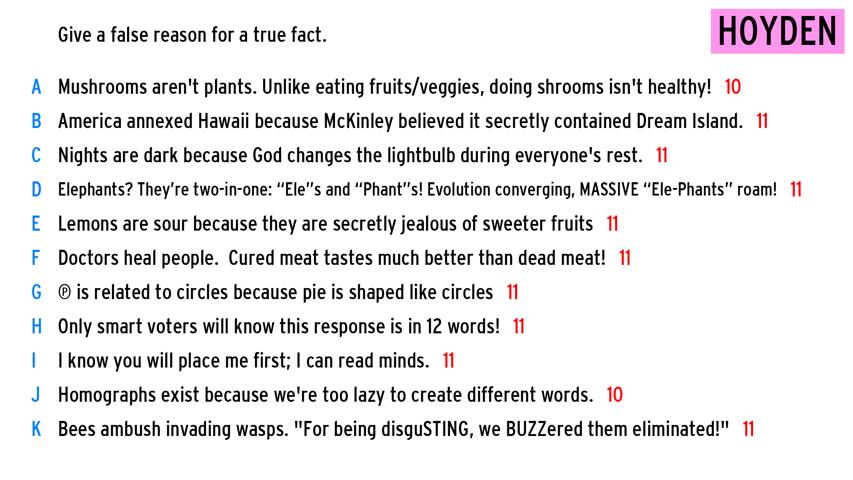 Give a false reason for a true fact.
HOYDEN
A Mushrooms aren't plants. Unlike eating fruits/veggies, doing shrooms isn't healthy! 10
B America annexed Hawaii because McKinley believed it secretly contained Dream Island. 11
C Nights are dark because God changes the lightbulb during everyone's rest. 11
D Elephants? They’re two-in-one: “Ele”s and “Phant”s! Evolution converging, MASSIVE “Ele-Phants” roam! 11
E Lemons are sour because they are secretly jealous of sweeter fruits 11
F Doctors heal people.  Cured meat tastes much better than dead meat! 11
G ℗ is related to circles because pie is shaped like circles 11
H Only smart voters will know this response is in 12 words! 11
I I know you will place me first; I can read minds. 11
J Homographs exist because we're too lazy to create different words. 10
K Bees ambush invading wasps. "For being disguSTING, we BUZZered them eliminated!" 11